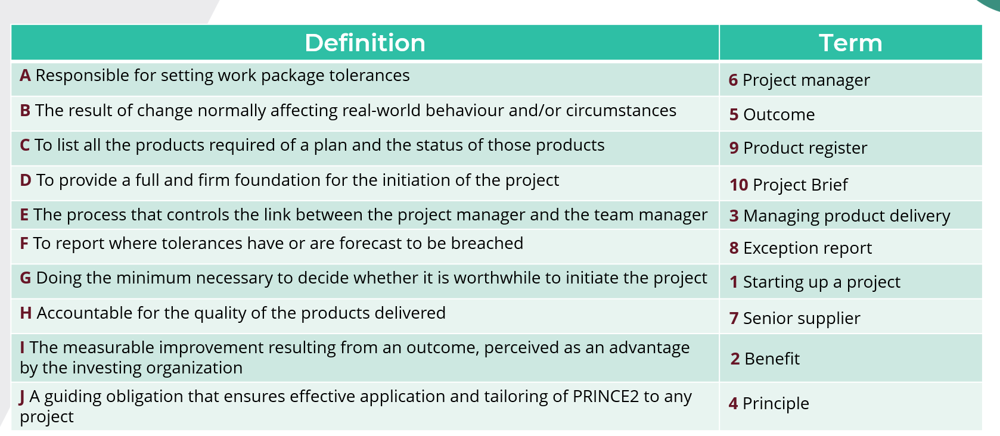 Definition Term
A Responsible for setting work package tolerances 6 Project manager
B The result of change normally affecting real-world behaviour and/or circumstances 5 Outcome
C To list all the products required of a plan and the status of those products 9 Product register
D To provide a full and firm foundation for the initiation of the project 10 Project Brief
E The process that controls the link between the project manager and the team manager 3 Managing product delivery
F To report where tolerances have or are forecast to be breached 8 Exception report
G Doing the minimum necessary to decide whether it is worthwhile to initiate the project 1 Starting up a project
H Accountable for the quality of the products delivered 7 Senior supplier
I The measurable improvement resulting from an outcome, perceived as an advantage
by the investing organization
2 Benefit
J A guiding obligation that ensures effective application and tailoring of PRINCE2 to any
project
4 Principle